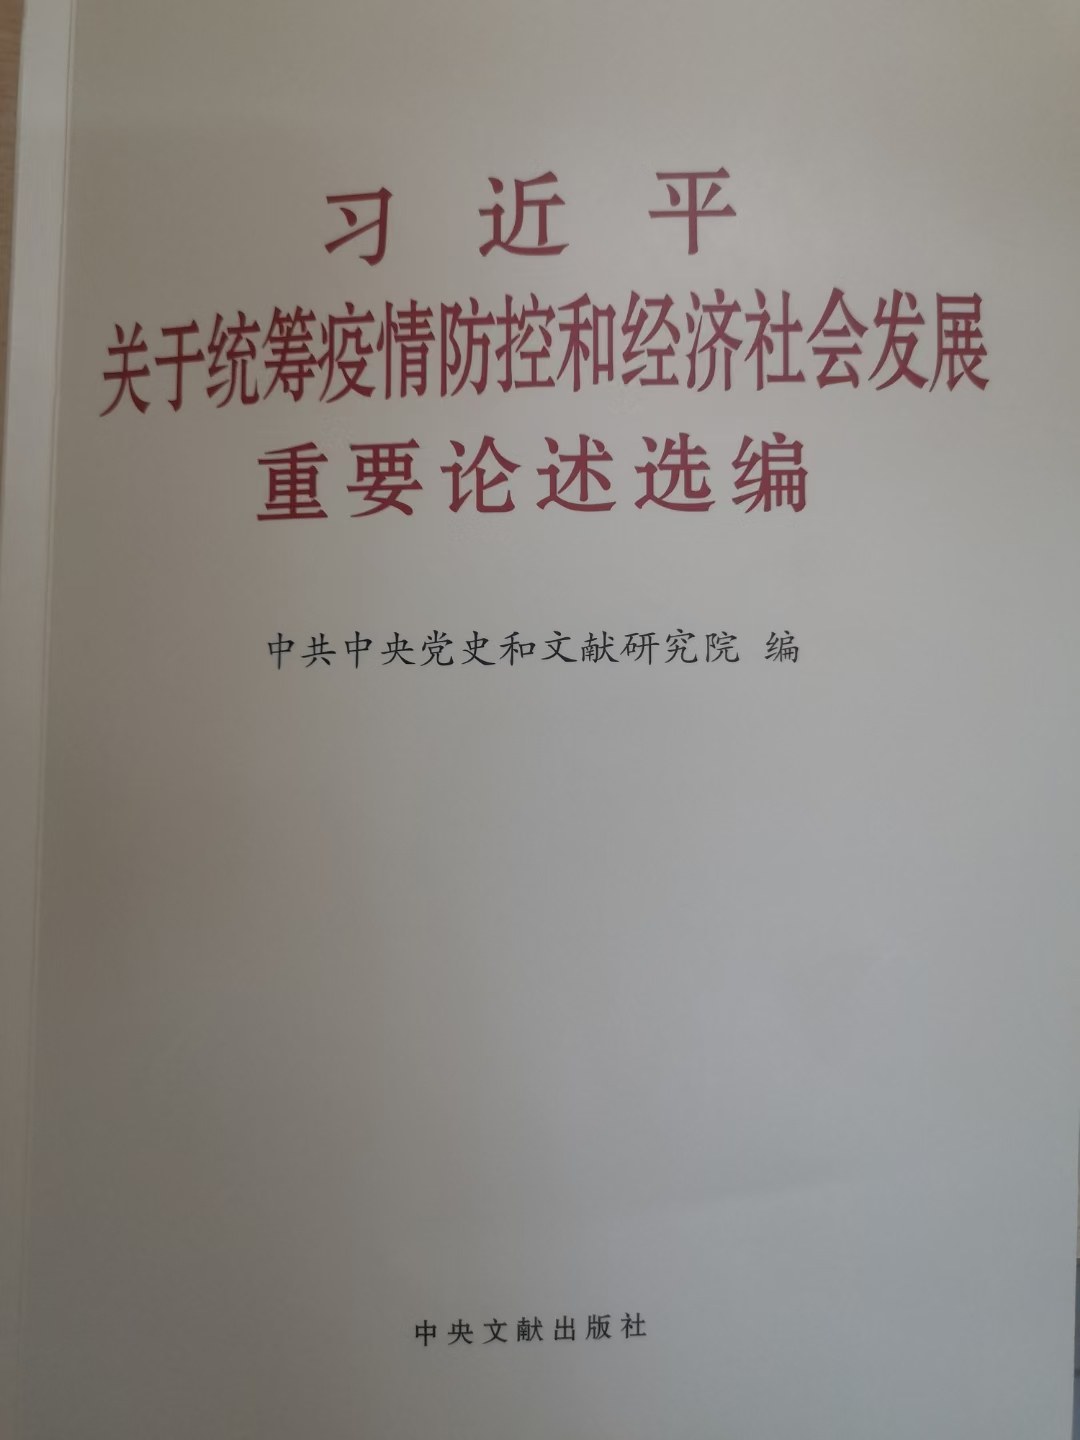 习近平
关于统筹疫情防控和经济社会发展
重要论述选编
中共中央党史和文献研究院 编
中央文献出版社